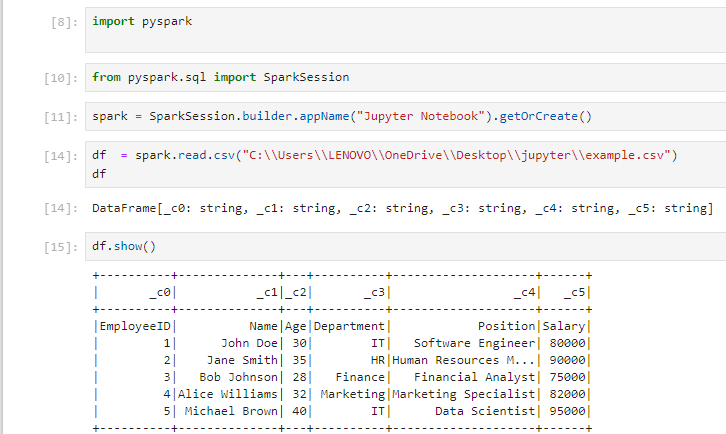 [8]: import pyspark
[10]: from pyspark.sql import SparkSession
[11]: spark = SparkSession.builder.appName("Jupyter Notebook").getOrCreate()
[14]: df  = spark.read.csv("C:\\Users\\LENOVO\\OneDrive\\Desktop\\jupyter\\example.csv")
df
[14]: DataFrame[_c0: string, _c1: string, _c2: string, _c3: string, _c4: string, _c5: string]
[15]: df.show()
+----------+--------------+---+----------+--------------------+------+
|       _c0|           _c1|_c2|       _c3|                 _c4|   _c5|
+----------+--------------+---+----------+--------------------+------+
|EmployeeID|          Name|Age|Department|            Position|Salary|
|         1|      John Doe| 30|        IT|   Software Engineer| 80000|
|         2|    Jane Smith| 35|        HR|Human Resources M...| 90000|
|         3|   Bob Johnson| 28|   Finance|   Financial Analyst| 75000|
|         4|Alice Williams| 32| Marketing|Marketing Specialist| 82000|
|         5| Michael Brown| 40|        IT|      Data Scientist| 95000|
+----------+--------------+---+----------+--------------------+------+